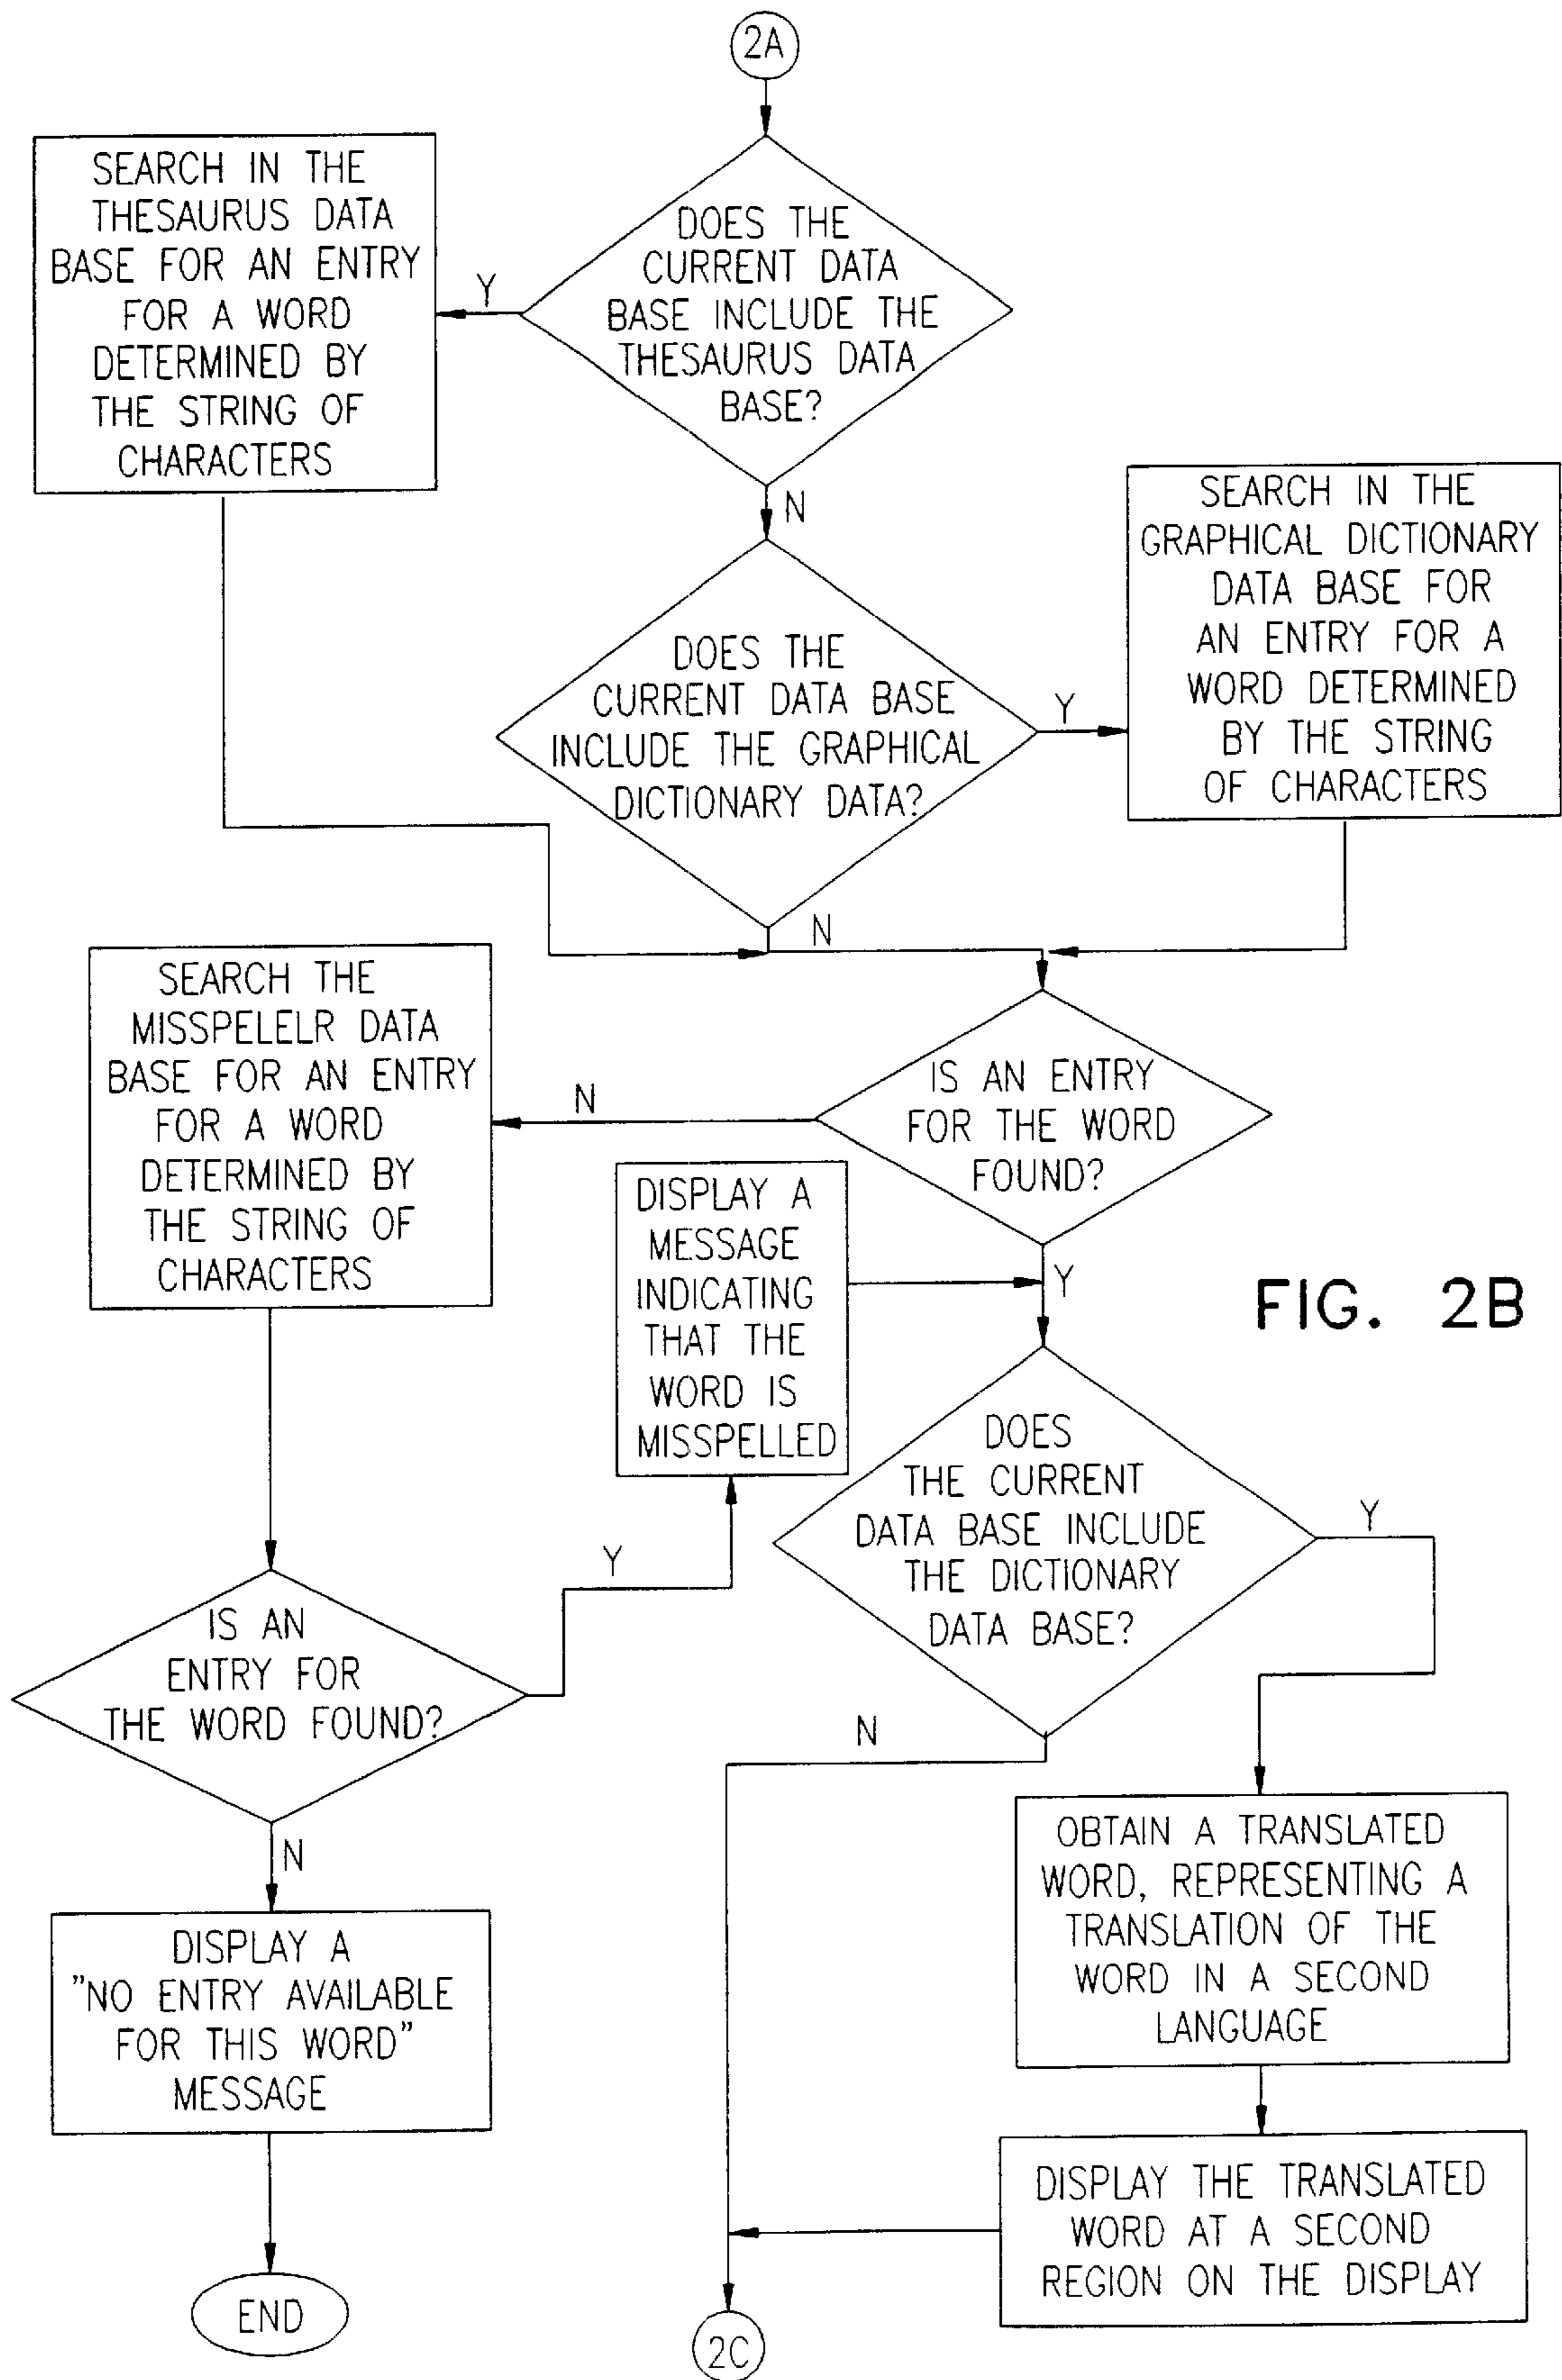 2A
SEARCH IN THE
THESAURUS DATA
BASE FOR AN ENTRY
FOR A WORD
DETERMINED BY
THE STRING OF
CHARACTERS
Y
DOES THE
CURRENT DATA
BASE INCLUDE THE
THESAURUS DATA
BASE?
N
DOES THE
CURRENT DATA BASE
INCLUDE THE GRAPHICAL
DICTIONARY DATA?
Y
SEARCH IN THE
GRAPHICAL DICTIONARY
DATA BASE FOR
AN ENTRY FOR A
WORD DETERMINED
BY THE STRING
OF CHARACTERS
N
IS AN ENTRY
FOR THE WORD
FOUND?
N
SEARCH THE
MISSPELELR DATA
BASE FOR AN ENTRY
FOR A WORD
DETERMINED BY
THE STRING OF
CHARACTERS
DISPLAY A
MESSAGE
INDICATING
THAT THE
WORD IS
MISSPELLED
Y
FIG. 2B
DOES
THE CURRENT
DATA BASE INCLUDE
THE DICTIONARY
DATA BASE?
Y
Y
IS AN
ENTRY FOR
THE WORD FOUND?
N
N
DISPLAY A
"NO ENTRY AVAILABLE
FOR THIS WORD"
MESSAGE
END
OBTAIN A TRANSLATED
WORD, REPRESENTING A
TRANSLATION OF THE
WORD IN A SECOND
LANGUAGE
DISPLAY THE TRANSLATED
WORD AT A SECOND
REGION ON THE DISPLAY
2C